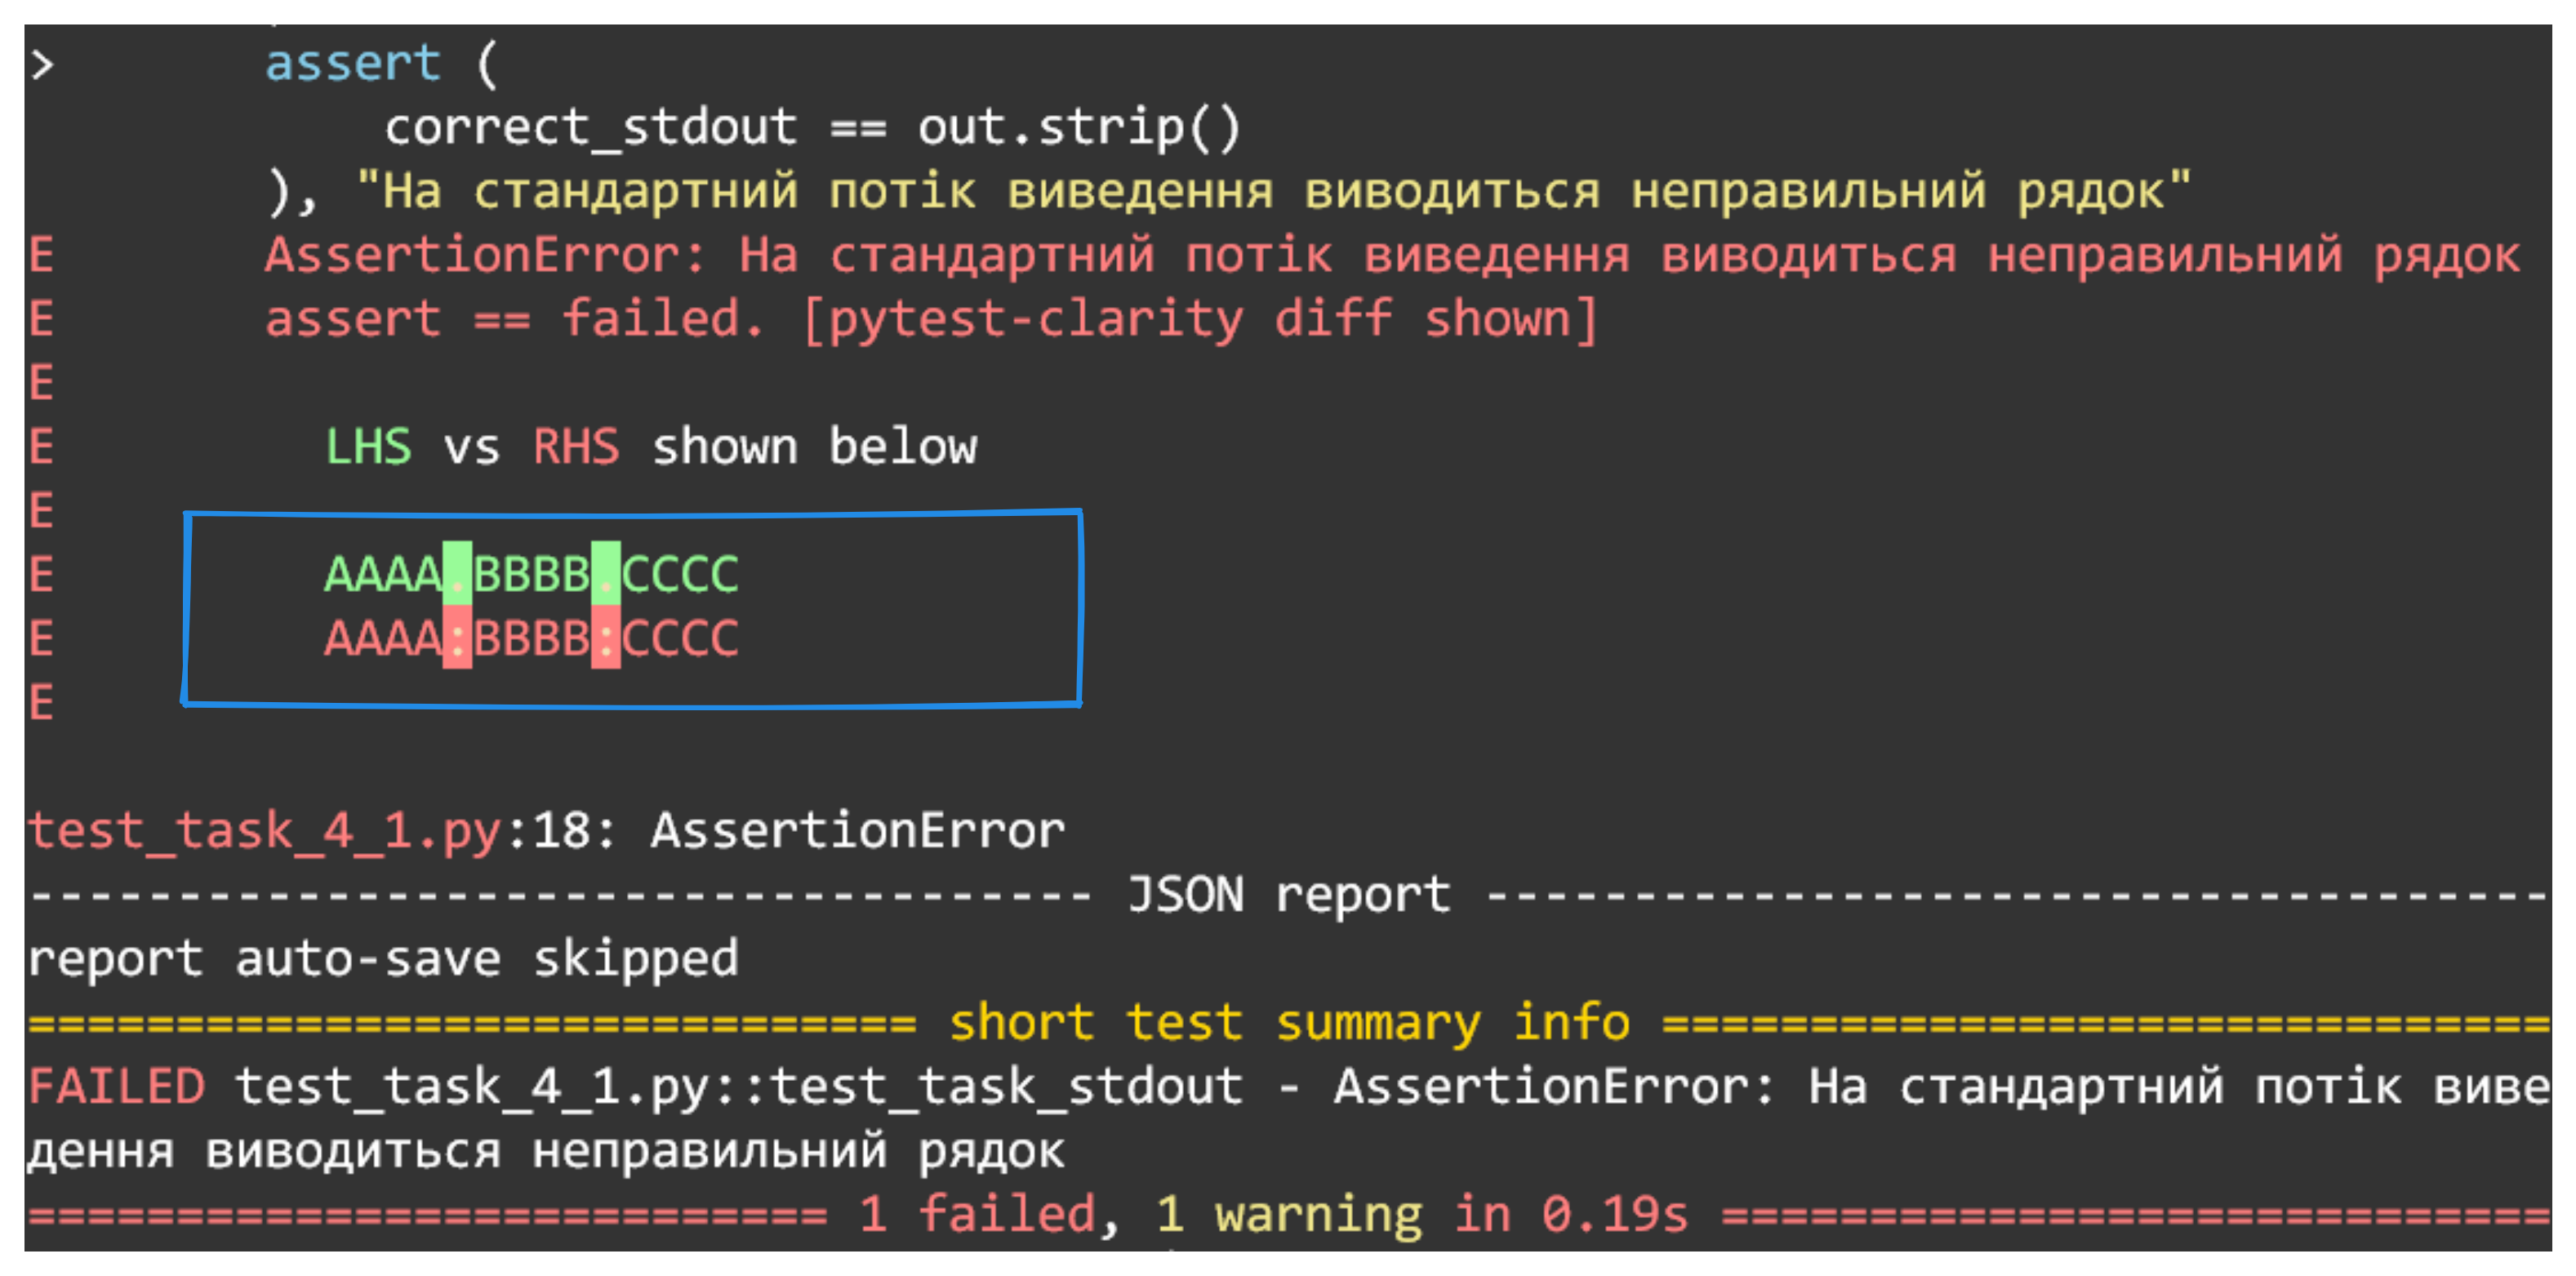 > assert (
correct_stdout == out.strip()
), "На стандартний потік виведення виводиться неправильний рядок"
E AssertionError: На стандартний потік виведення виводиться неправильний рядок
E assert == failed. [pytest-clarity diff shown]
E
E LHS vs RHS shown below
E
E AAAA.BBBB.CCCC
E AAAA:BBBB:CCCC
E
test_task_4_1.py:18: AssertionError
------------------------------------ JSON report ------------------------------------
report auto-save skipped
============================== short test summary info ==============================
FAILED test_task_4_1.py::test_task_stdout - AssertionError: На стандартний потік виве
дення виводиться неправильний рядок
=========================== 1 failed, 1 warning in 0.19s ============================